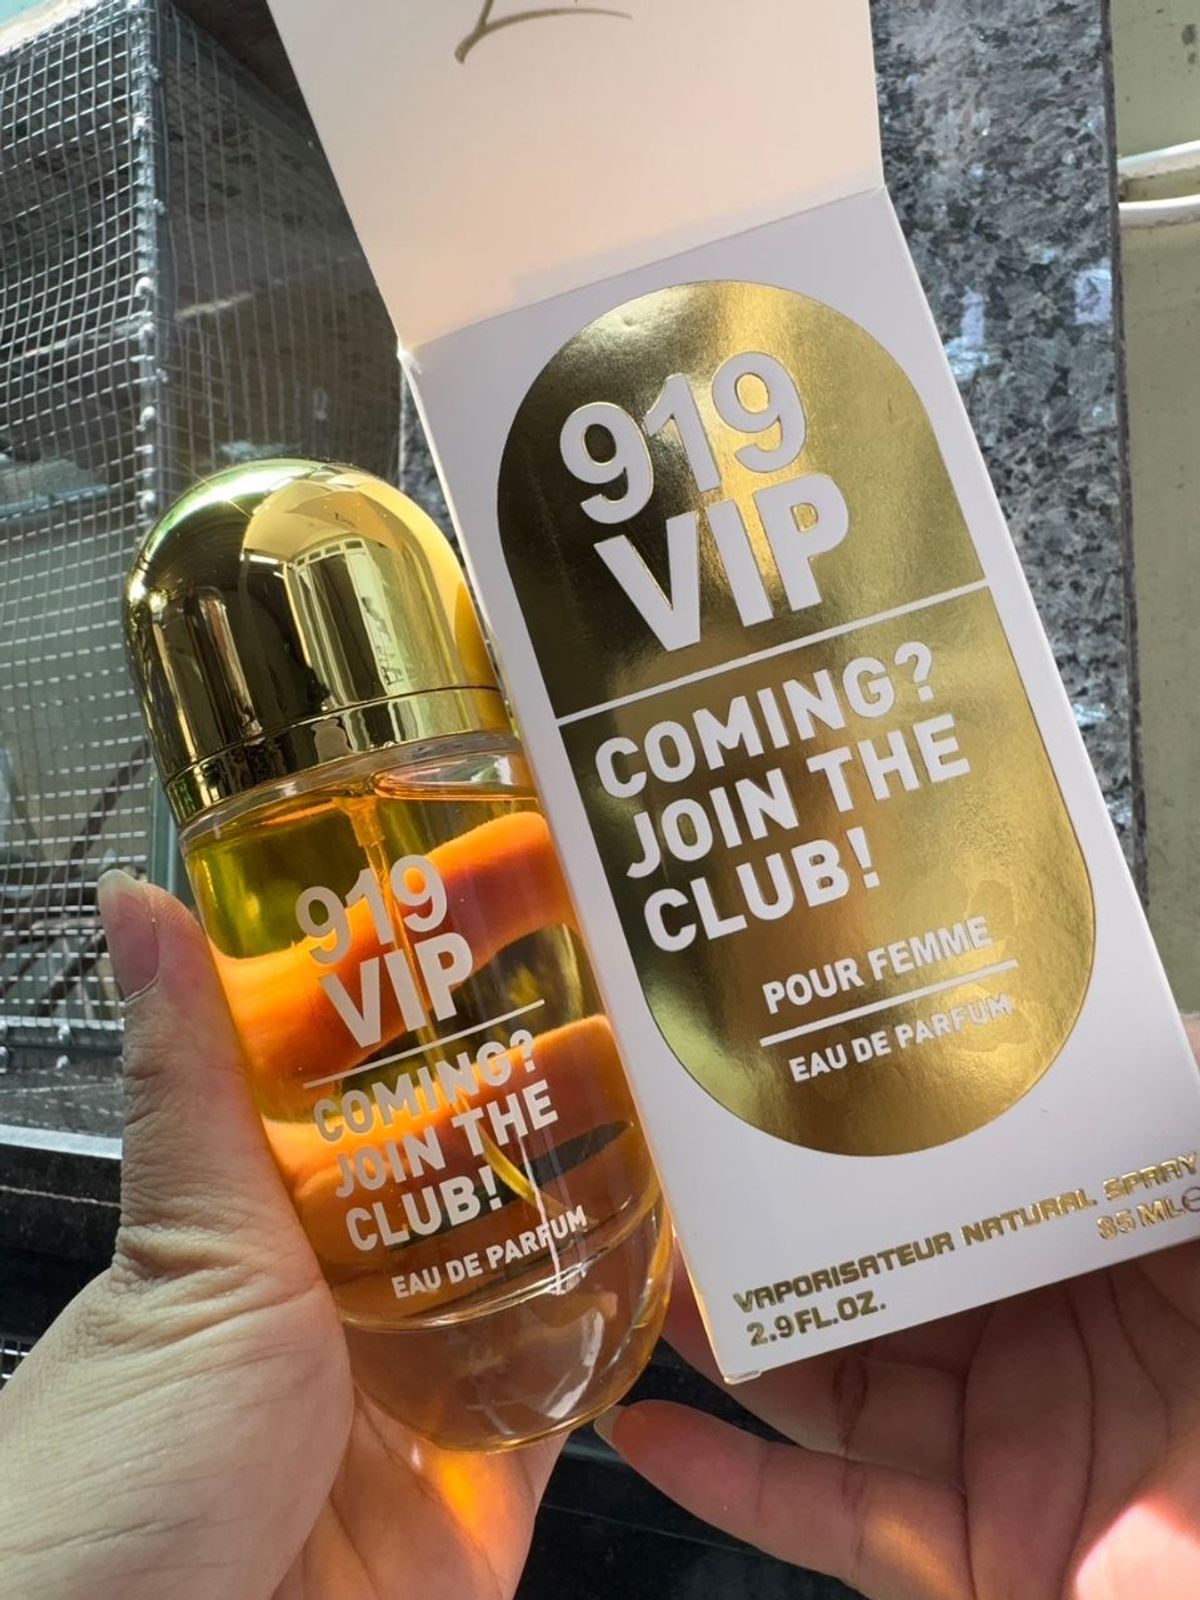 919
VIP
COMING?
JOIN THE
CLUB!
POUR FEMME
EAU DE PARFUM
VAPORISATEUR NATURAL SPRAY
2.9FL.OZ.
85 ML e
919
VIP
COMING?
JOIN THE
CLUB!
EAU DE PARFUM